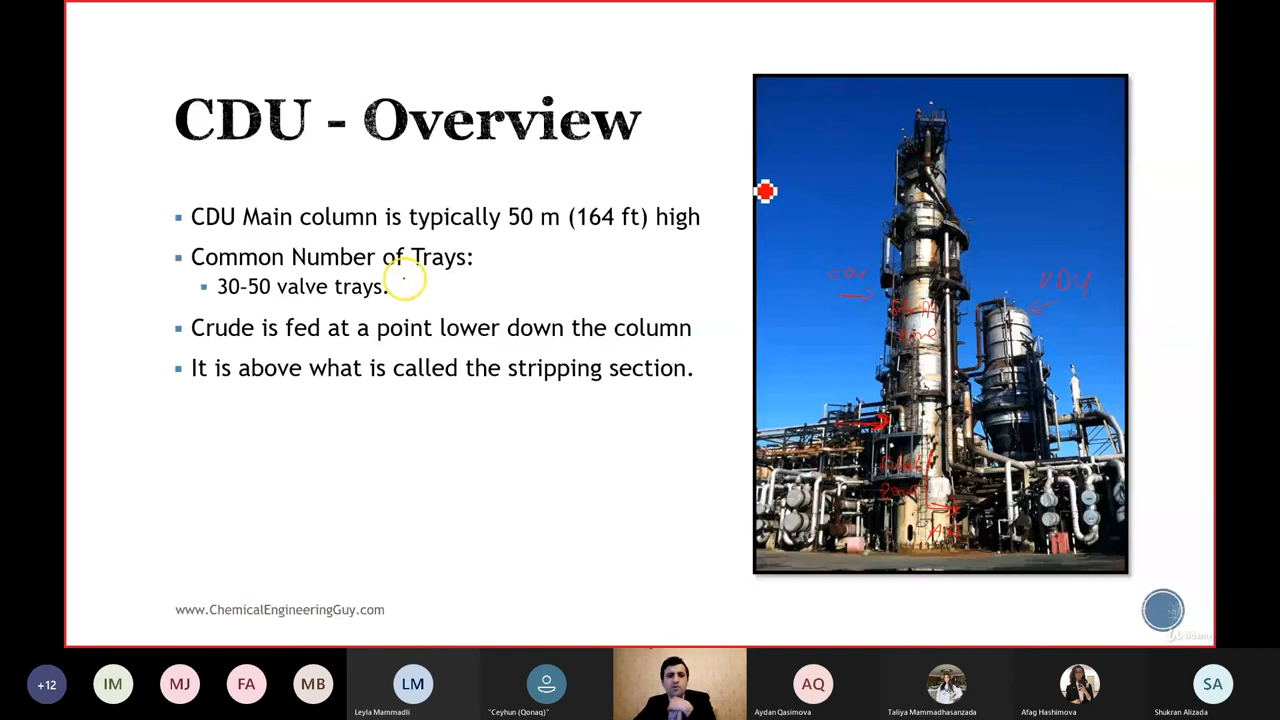 CDU - Overview
CDU Main column is typically 50 m (164 ft) high
Common Number of Trays:
30-50 valve trays.
Crude is fed at a point lower down the column
It is above what is called the stripping section.
VDU
www.ChemicalEngineeringGuy.com
+12
IM
MJ
FA
MB
LM
Leyla Mammadli
"Ceyhun (Qonaq)"
AQ
Aydan Qasimova
Taliya Mammadhasanzada
Afag Hashimova
SA
Shukran Alizada